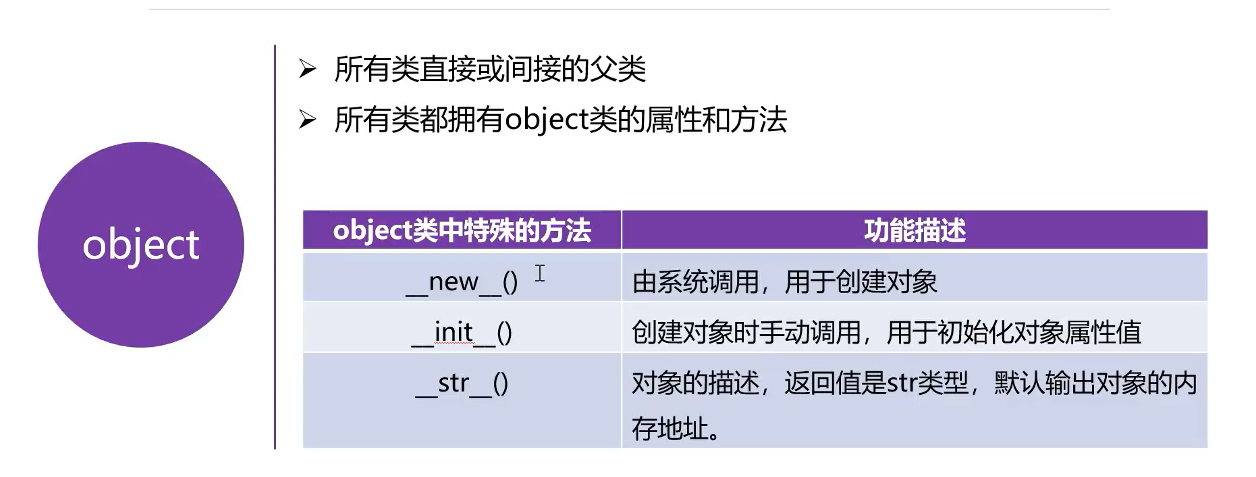 所有类直接或间接的父类
所有类都拥有object类的属性和方法
object
object类中特殊的方法 功能描述
__new__() 由系统调用，用于创建对象
__init__() 创建对象时手动调用，用于初始化对象属性值
__str__() 对象的描述，返回值是str类型，默认输出对象的内
存地址。